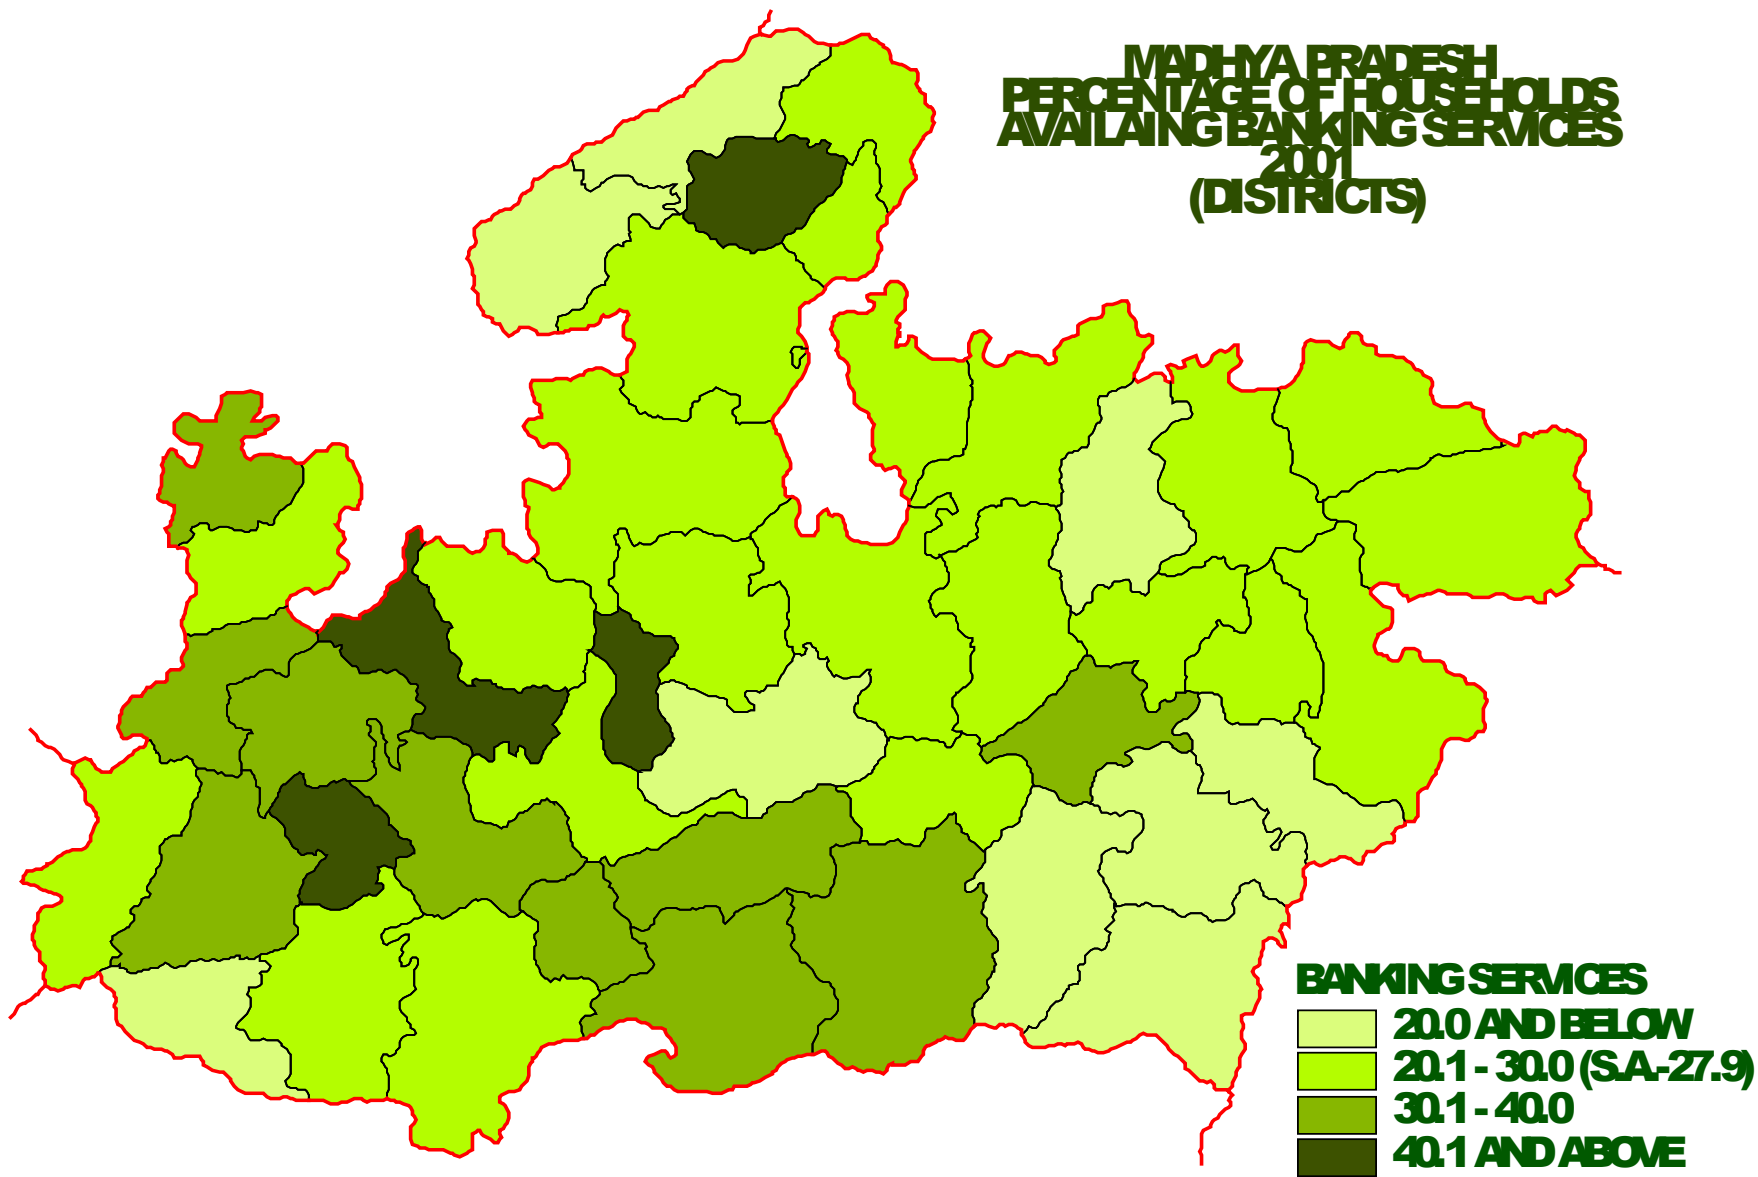 MADHYA PRADESH
PERCENTAGE OF HOUSEHOLDS
AVAILAING BANKING SERVICES
2001
(DISTRICTS)
BANKING SERVICES
20.0 AND BELOW
20.1 - 30.0 (S.A.-27.9)
30.1 - 40.0
40.1 AND ABOVE